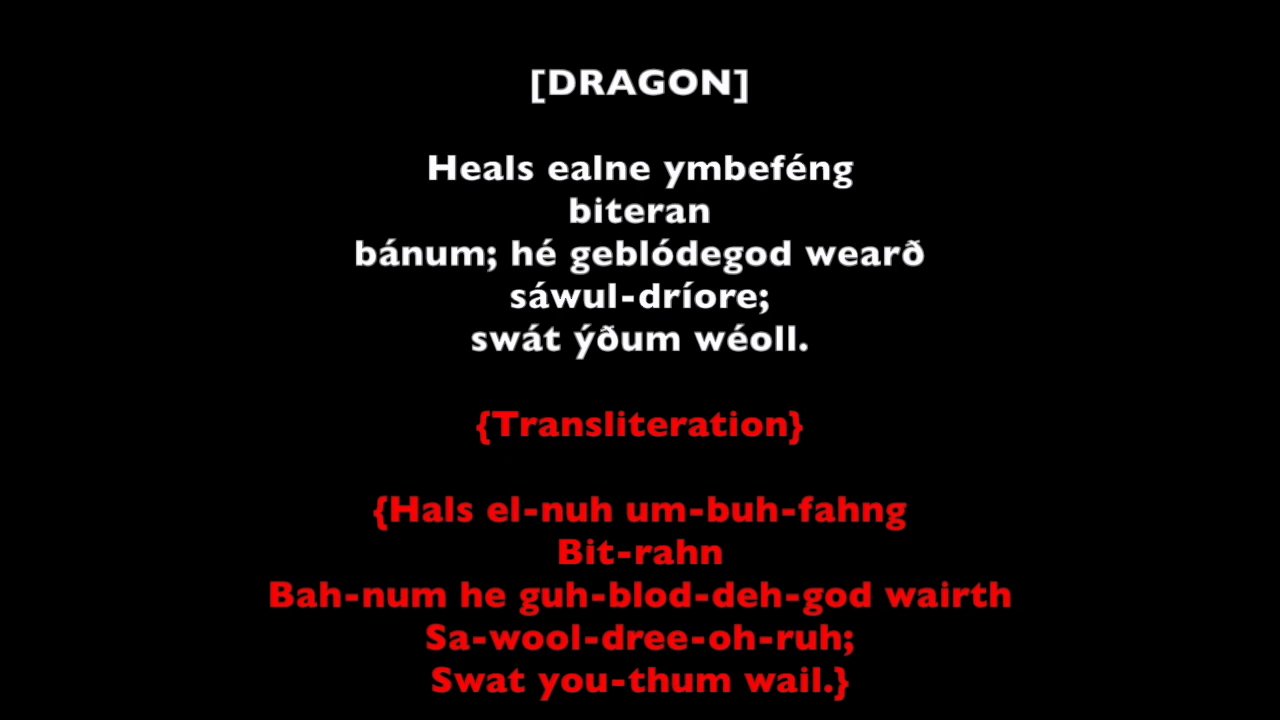 [DRAGON]
Heals ealne ymbeféng
biteran
bánum; hé geblódegod wearð
sáwul-dríore;
swát ýðum wéoll.
{Transliteration}
{Hals el-nuh um-buh-fahng
Bit-rahn
Bah-num he guh-blod-deh-god wairth
Sa-wool-dree-oh-ruh;
Swat you-thum wail.}